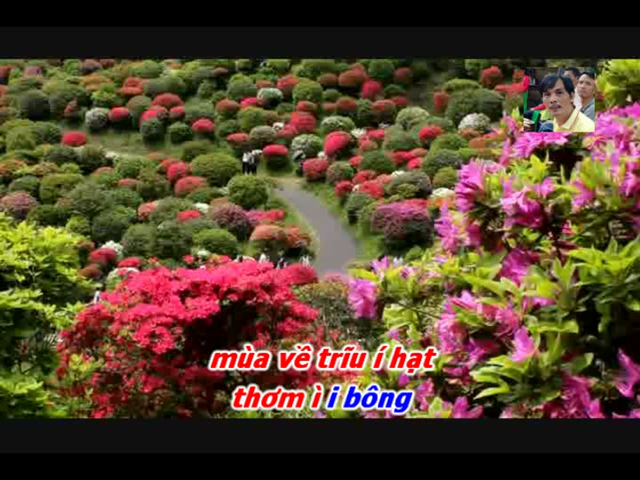 mùa về trĩu í hạt
thơm ì i bông